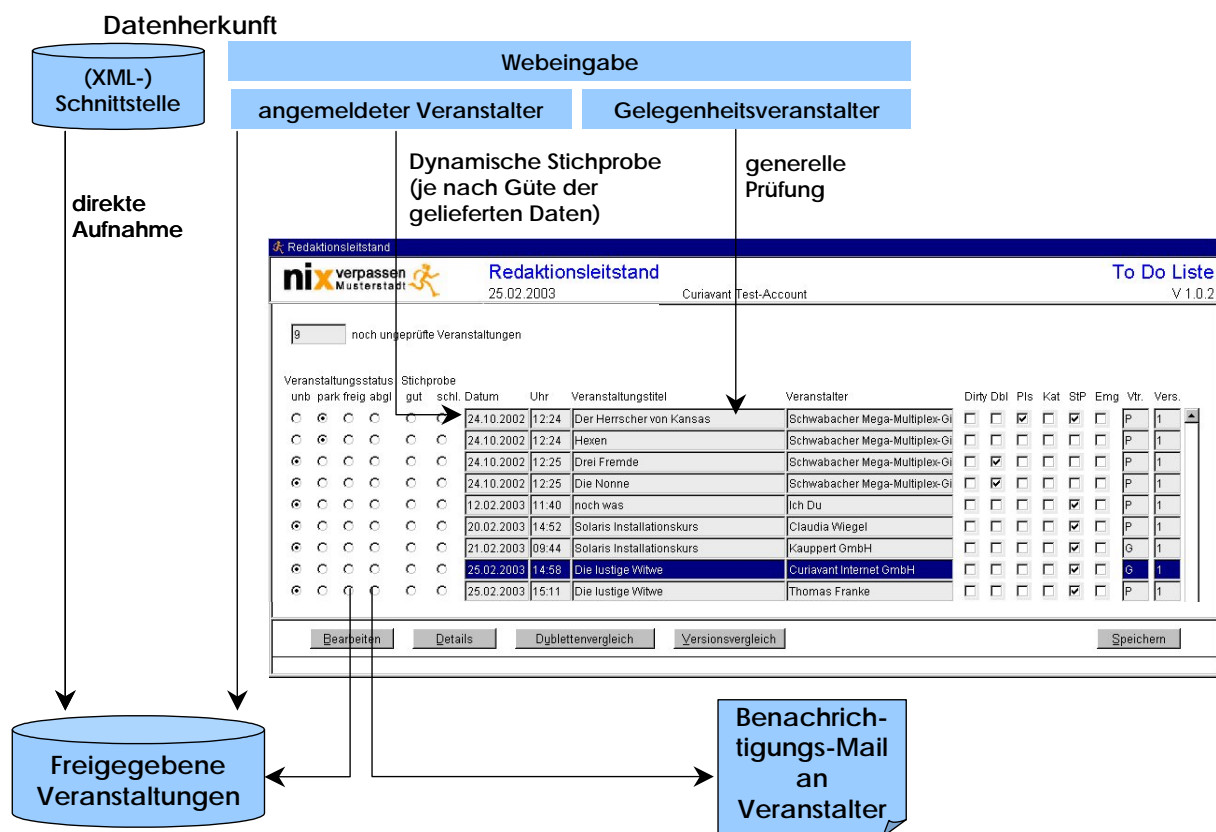 Datenherkunft
(XML-)
Schnittstelle
Webeingabe
angemeldeter Veranstalter
Gelegenheitsveranstalter
direkte
Aufnahme
Dynamische Stichprobe
(je nach Güte der
gelieferten Daten)
generelle
Prüfung
Redaktionsleitstand
nix verpassen
Musterstadt
Redaktionsleitstand
To Do Liste
25.02.2003
Curiavant Test-Account
V 1.0.2
9 noch ungeprüfte Veranstaltungen
Veranstaltungsstatus Stichprobe
unb park freig abgl gut schl. Datum Uhr Veranstaltungstitel Veranstalter Dirty Dbl Pls Kat StP Emg Vtr. Vers.
24.10.2002 12:24 Der Herrscher von Kansas Schwabacher Mega-Multiplex-Gi P 1
24.10.2002 12:24 Hexen Schwabacher Mega-Multiplex-Gi P 1
24.10.2002 12:25 Drei Fremde Schwabacher Mega-Multiplex-Gi P 1
24.10.2002 12:25 Die Nonne Schwabacher Mega-Multiplex-Gi P 1
12.02.2003 11:40 noch was Ich Du P 1
20.02.2003 14:52 Solaris Installationskurs Claudia Wiegel P 1
21.02.2003 09:44 Solaris Installationskurs Kauppert GmbH G 1
25.02.2003 14:58 Die lustige Witwe Curiavant Internet GmbH G 1
25.02.2003 15:11 Die lustige Witwe Thomas Franke P 1
Bearbeiten Details Dublettenvergleich Versionsvergleich Speichern
Freigegebene
Veranstaltungen
Benachrich-
tigungs-Mail
an
Veranstalter